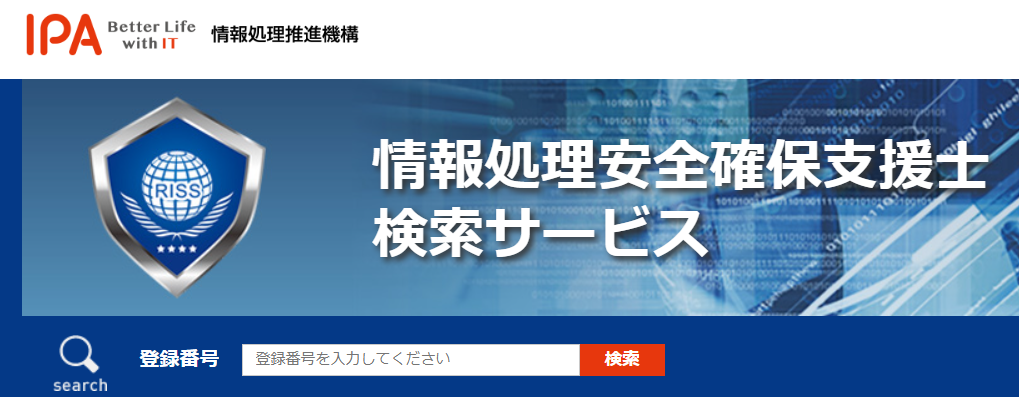 IPA Better Life with IT 情報処理推進機構
RISS
情報処理安全確保支援士
検索サービス
search 登録番号 登録番号を入力してください 検索